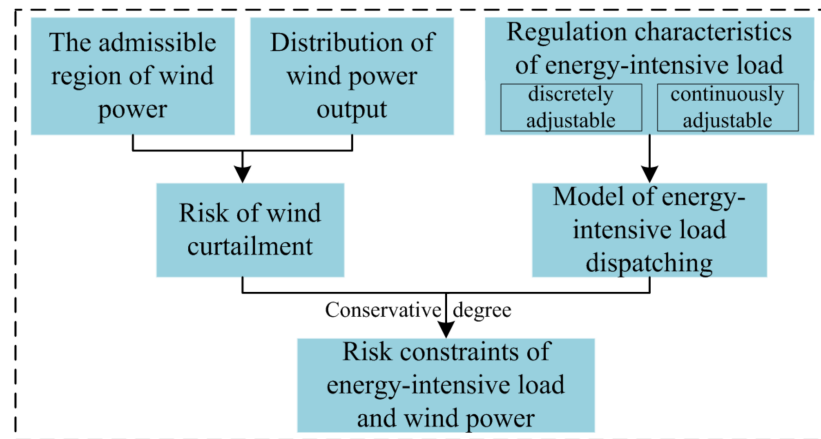 The admissible
region of wind
power
Distribution of
wind power
output
Regulation characteristics
of energy-intensive load
discretely
adjustable
continuously
adjustable
Risk of wind
curtailment
Model of energy-
intensive load
dispatching
Conservative degree
Risk constraints of
energy-intensive load
and wind power